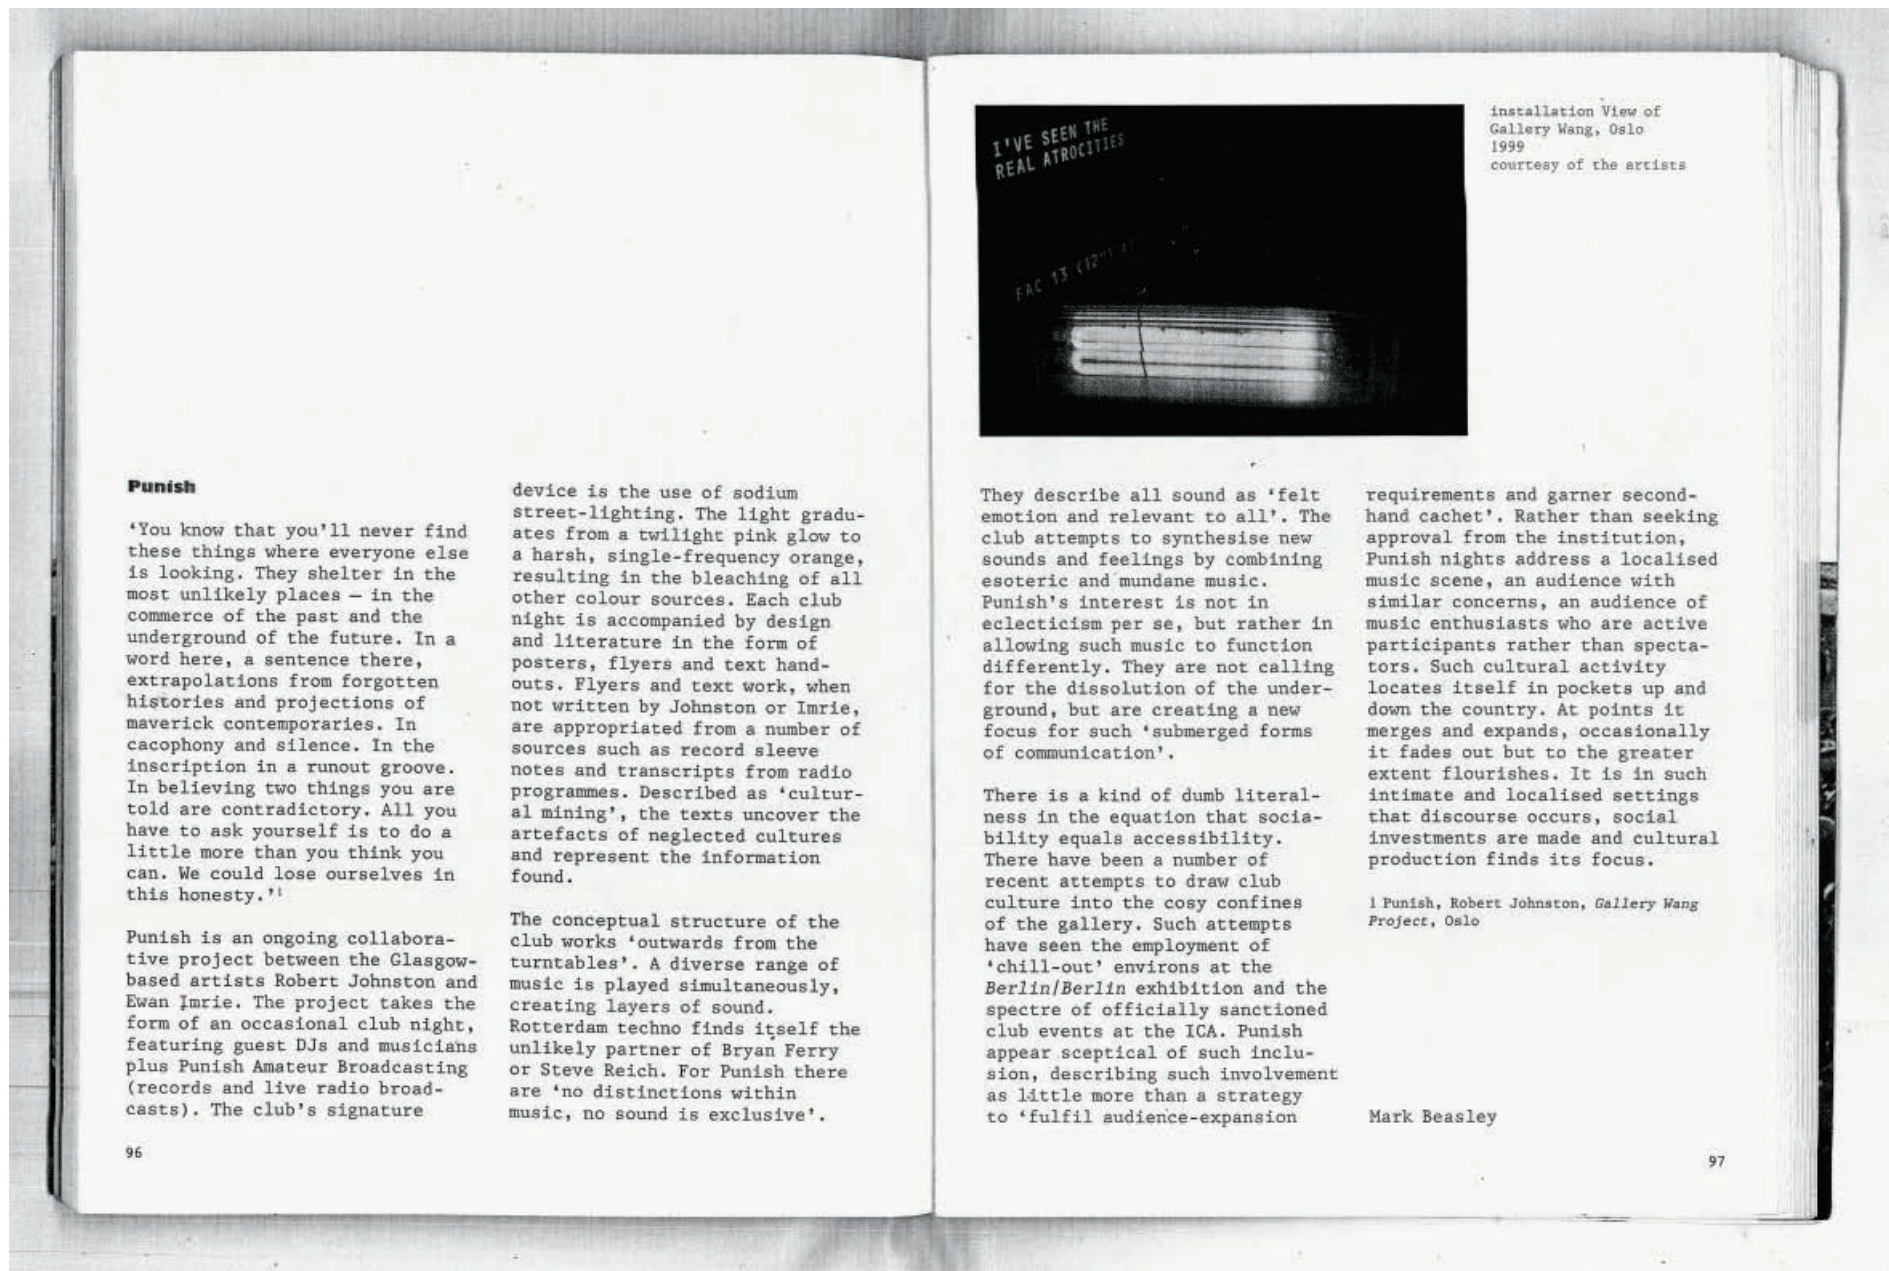 Punish
‘You know that you'll never find
these things where everyone else
is looking. They shelter in the
most unlikely places — in the
commerce of the past and the
underground of the future. In a
word here, a sentence there,
extrapolations from forgotten
histories and projections of
maverick contemporaries. In
cacophony and silence. In the
inscription in a runout groove.
In believing two things you are
told are contradictory. All you
have to ask yourself is to do a
little more than you think you
can. We could lose ourselves in
this honesty.’¹
Punish is an ongoing collabora-
tive project between the Glasgow-
based artists Robert Johnston and
Ewan Imrie. The project takes the
form of an occasional club night,
featuring guest DJs and musicians
plus Punish Amateur Broadcasting
(records and live radio broad-
casts). The club's signature
96
device is the use of sodium
street-lighting. The light gradu-
ates from a twilight pink glow to
a harsh, single-frequency orange,
resulting in the bleaching of all
other colour sources. Each club
night is accompanied by design
and literature in the form of
posters, flyers and text hand-
outs. Flyers and text work, when
not written by Johnston or Imrie,
are appropriated from a number of
sources such as record sleeve
notes and transcripts from radio
programmes. Described as ‘cultur-
al mining’, the texts uncover the
artefacts of neglected cultures
and represent the information
found.
The conceptual structure of the
club works ‘outwards from the
turntables’. A diverse range of
music is played simultaneously,
creating layers of sound.
Rotterdam techno finds itself the
unlikely partner of Bryan Ferry
or Steve Reich. For Punish there
are ‘no distinctions within
music, no sound is exclusive’.
I'VE SEEN THE
REAL ATROCITIES
FAC 13 (12")
installation View of
Gallery Wang, Oslo
1999
courtesy of the artists
They describe all sound as ‘felt
emotion and relevant to all’. The
club attempts to synthesise new
sounds and feelings by combining
esoteric and mundane music.
Punish's interest is not in
eclecticism per se, but rather in
allowing such music to function
differently. They are not calling
for the dissolution of the under-
ground, but are creating a new
focus for such ‘submerged forms
of communication’.
There is a kind of dumb literal-
ness in the equation that socia-
bility equals accessibility.
There have been a number of
recent attempts to draw club
culture into the cosy confines
of the gallery. Such attempts
have seen the employment of
‘chill-out’ environs at the
Berlin/Berlin exhibition and the
spectre of officially sanctioned
club events at the ICA. Punish
appear sceptical of such inclu-
sion, describing such involvement
as little more than a strategy
to ‘fulfil audience-expansion
requirements and garner second-
hand cachet’. Rather than seeking
approval from the institution,
Punish nights address a localised
music scene, an audience with
similar concerns, an audience of
music enthusiasts who are active
participants rather than specta-
tors. Such cultural activity
locates itself in pockets up and
down the country. At points it
merges and expands, occasionally
it fades out but to the greater
extent flourishes. It is in such
intimate and localised settings
that discourse occurs, social
investments are made and cultural
production finds its focus.
1 Punish, Robert Johnston, Gallery Wang
Project, Oslo
Mark Beasley
97